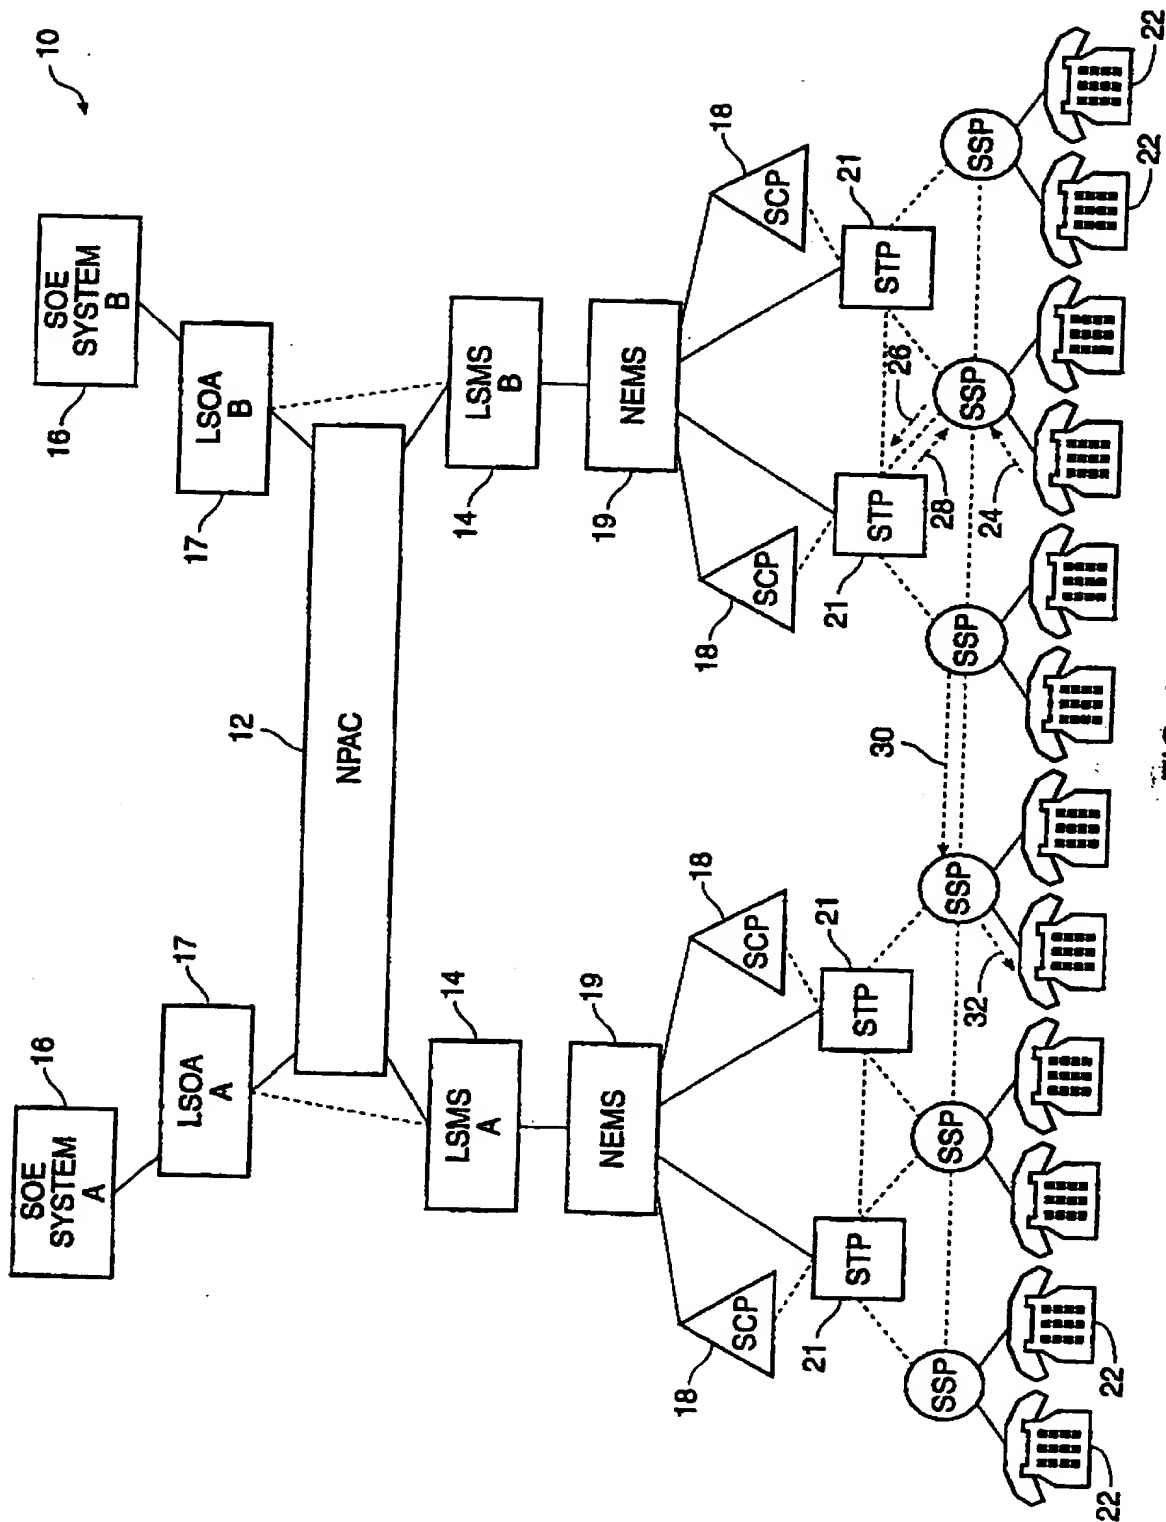 10
SOE
SYSTEM
A
16
16
SOE
SYSTEM
B
LSOA
A
17
17
LSOA
B
12
NPAC
LSMS
A
14
14
LSMS
B
NEMS
19
19
NEMS
18
18
18
18
SCP
SCP
SCP
SCP
21
21
21
21
STP
STP
STP
STP
30
26
28
SSP
SSP
SSP
SSP
SSP
SSP
32
24
22
22
22
22